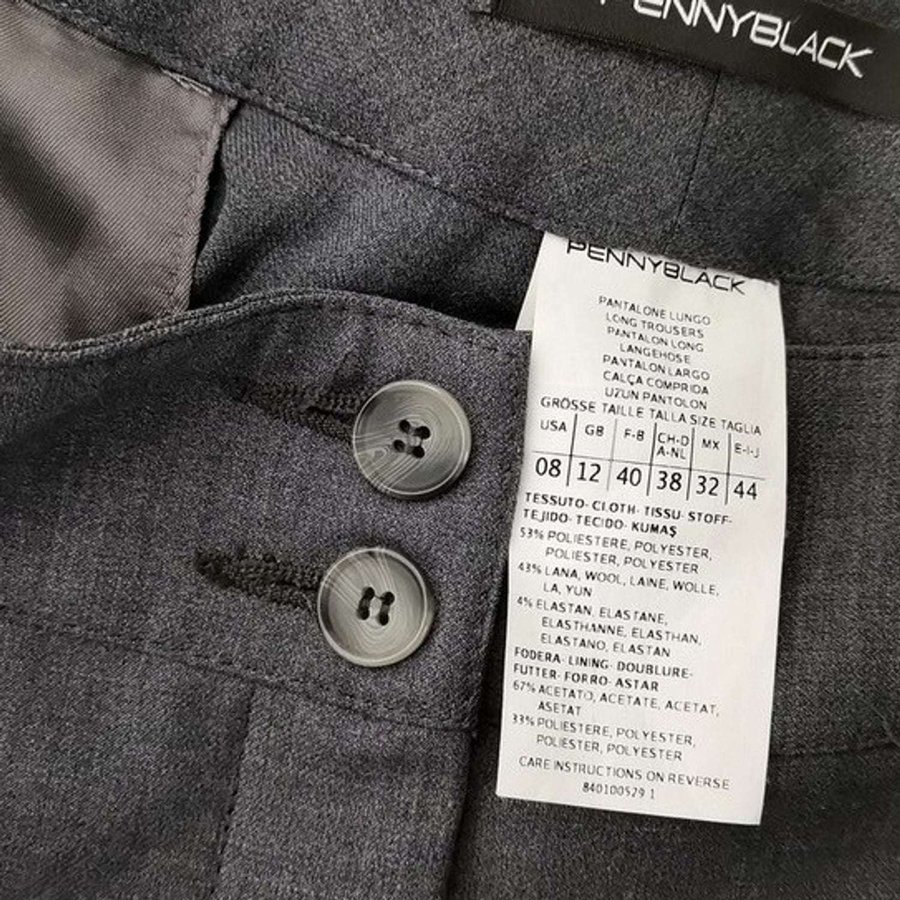 PENNYBLACK
PENNYBLACK
PANTALONE LUNGO
LONG TROUSERS
PANTALON LONG
LANGEHOSE
PANTALON LARGO
CALÇA COMPRIDA
UZUN PANTOLON
GRÖSSE TAILLE TALLA SIZE TAGLIA
USA GB F-B CH-D A-NL MX E-I-J
08 12 40 38 32 44
TESSUTO- CLOTH- TISSU- STOFF-
TEJIDO- TECIDO- KUMAŞ
53% POLIESTERE, POLYESTER,
POLIESTER, POLYESTER
43% LANA, WOOL, LAINE, WOLLE,
LA, YUN
4% ELASTAN, ELASTANE,
ELASTHANNE, ELASTHAN,
ELASTANO, ELASTAN
FODERA- LINING- DOUBLURE-
FUTTER- FORRO- ASTAR
67% ACETATO, ACETATE, ACETAT,
ASETAT
33% POLIESTERE, POLYESTER,
POLIESTER, POLYESTER
CARE INSTRUCTIONS ON REVERSE
840100579 1